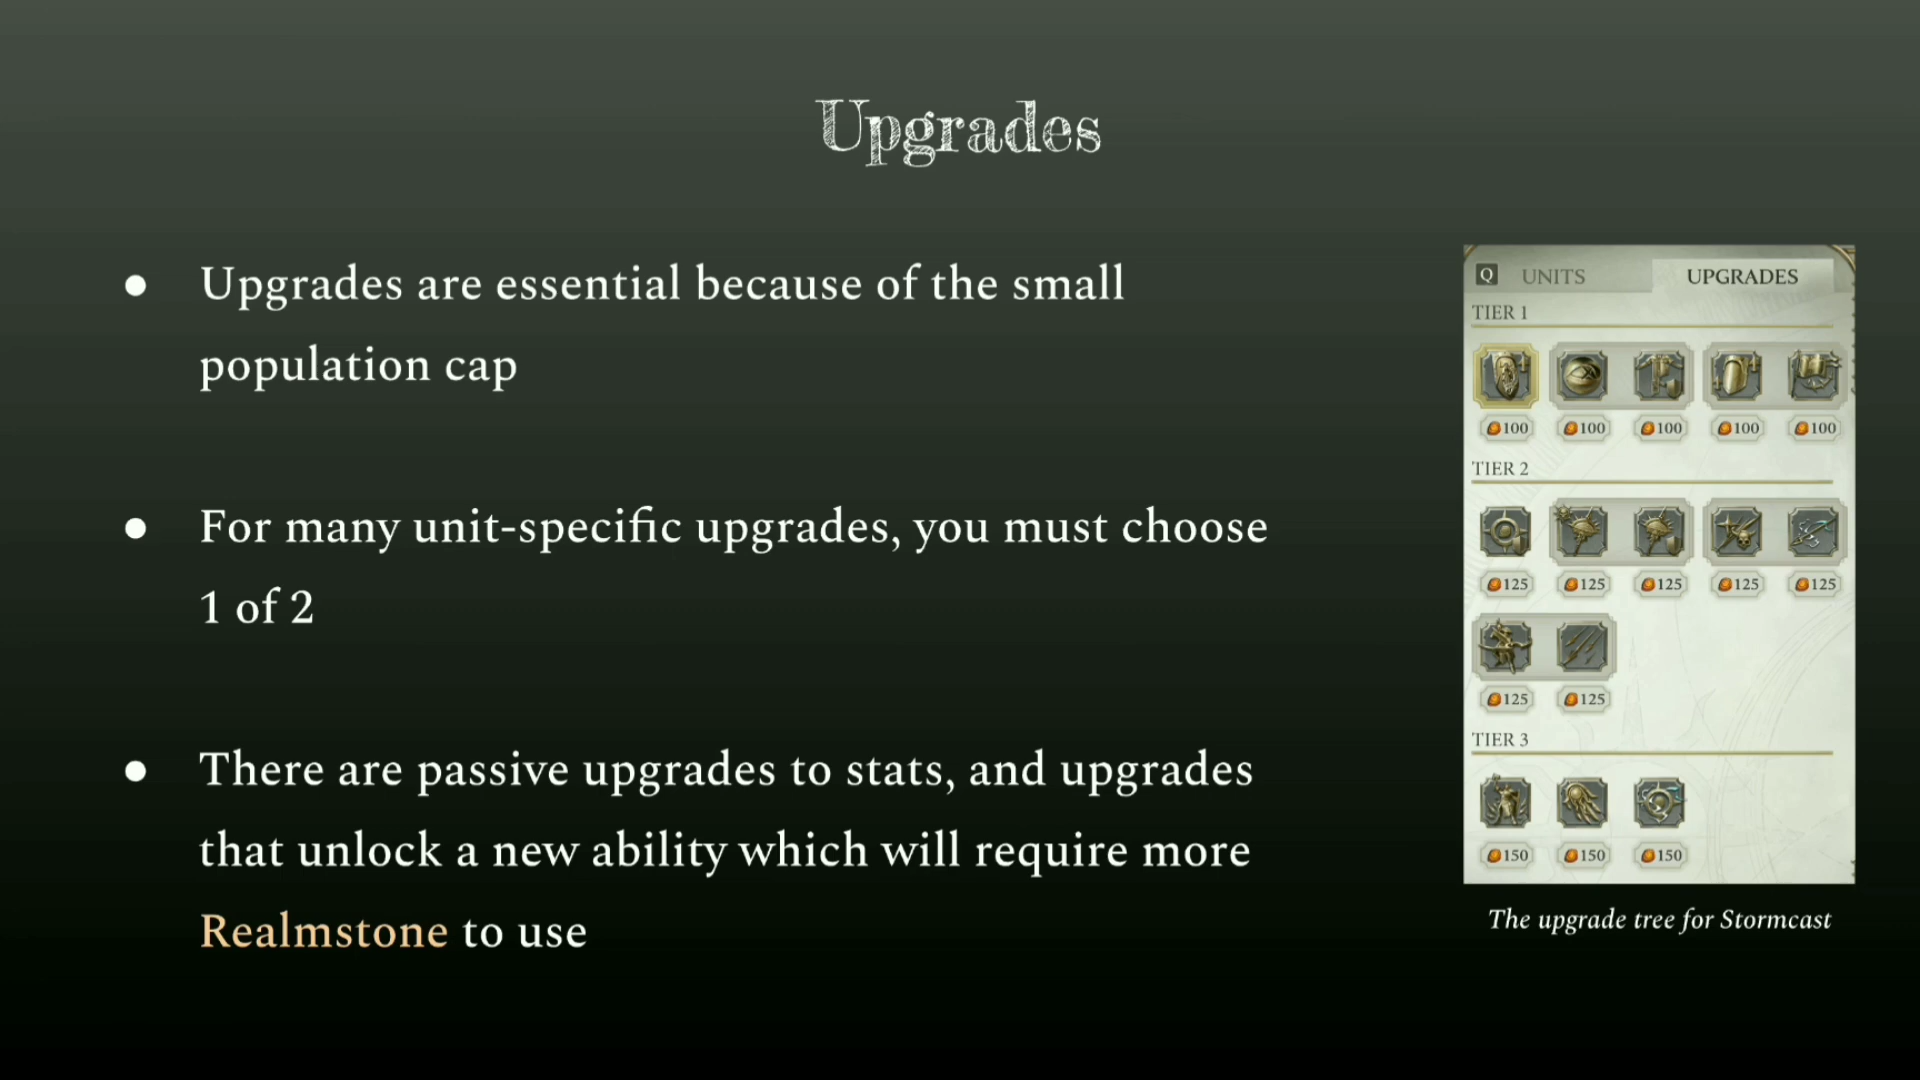 Upgrades
● Upgrades are essential because of the small
population cap
● For many unit-specific upgrades, you must choose
1 of 2
● There are passive upgrades to stats, and upgrades
that unlock a new ability which will require more
Realmstone to use
Q UNITS UPGRADES
TIER 1
100 100 100 100 100
TIER 2
125 125 125 125 125
125 125
TIER 3
150 150 150
The upgrade tree for Stormcast